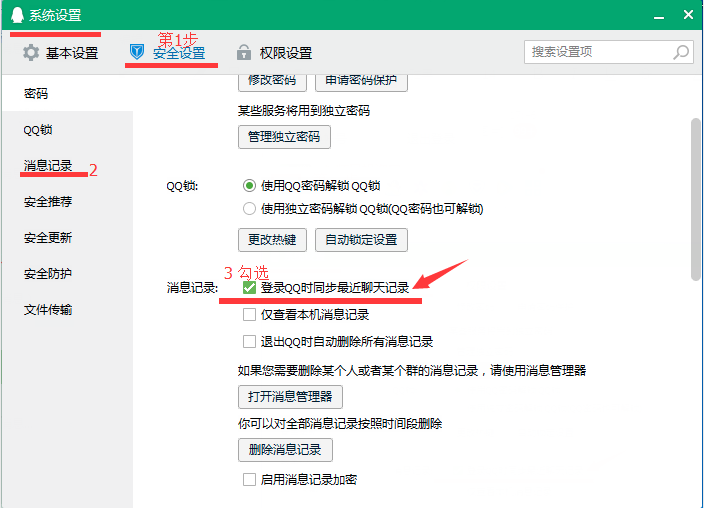 系统设置
第1步
基本设置
安全设置
权限设置
搜索设置项
密码
修改密码
申请密码保护
某些服务将用到独立密码
管理独立密码
QQ锁
消息记录
2
安全推荐
安全更新
安全防护
文件传输
QQ锁:
使用QQ密码解锁 QQ锁
使用独立密码解锁 QQ锁(QQ密码也可解锁)
更改热键
自动锁定设置
3 勾选
消息记录:
登录QQ时同步最近聊天记录
仅查看本机消息记录
退出QQ时自动删除所有消息记录
如果您需要删除某个人或者某个群的消息记录，请使用消息管理器
打开消息管理器
你可以对全部消息记录按照时间段删除
删除消息记录
启用消息记录加密